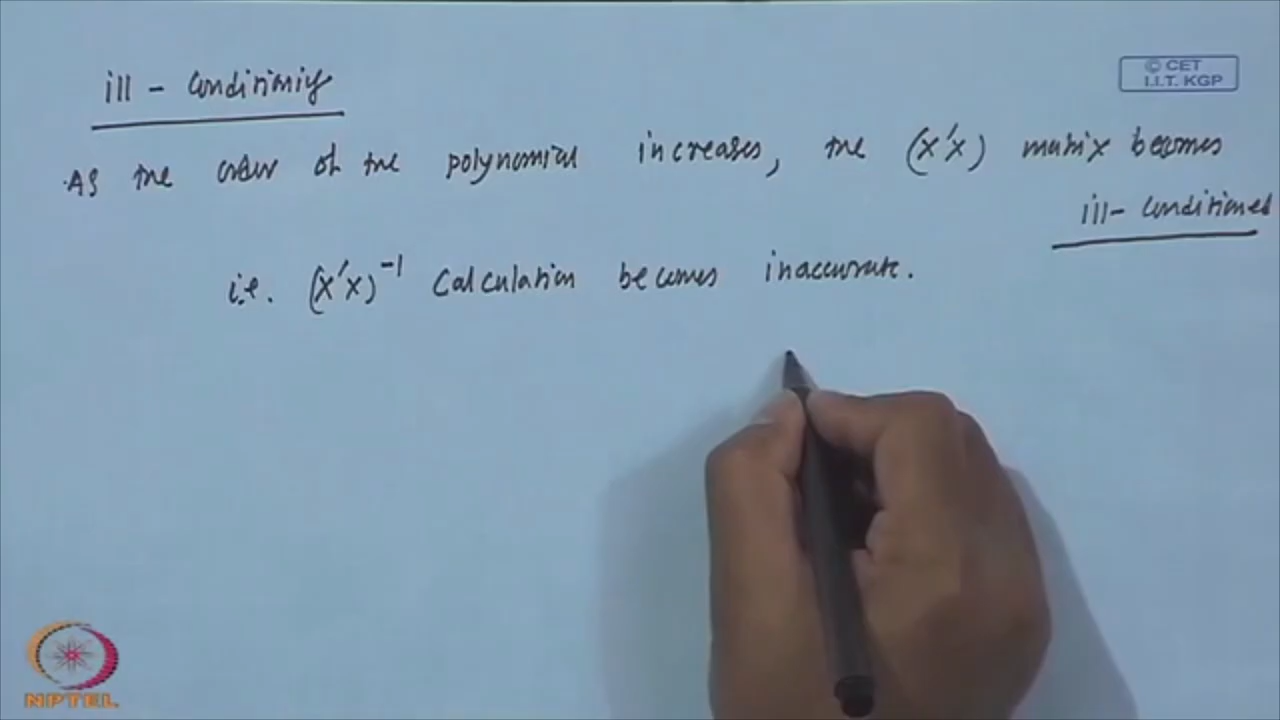 ill - Conditioning
© CET
I.I.T. KGP
As the order of the polynomial increases, the (X'X) matrix becomes
ill- Conditioned
i.e. (X'X)⁻¹ Calculation becomes inaccurate.
NPTEL